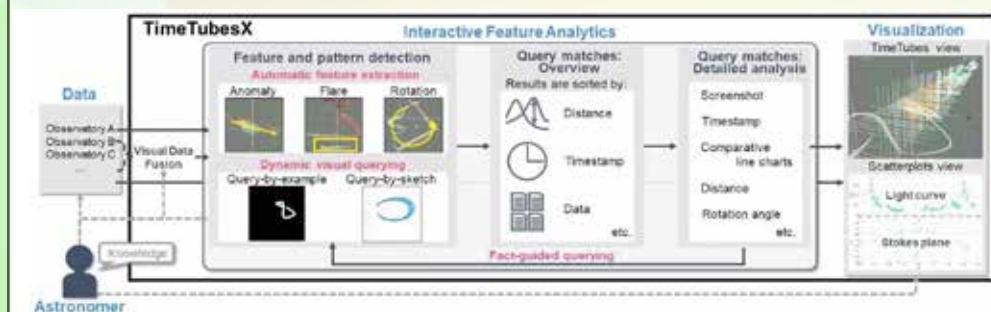 TimeTubesX
Interactive Feature Analytics
Visualization
TimeTubes view
Feature and pattern detection
Automatic feature extraction
Anomaly
Flare
Rotation
Dynamic visual querying
Query-by-example
Query-by-sketch
Query matches:
Overview
Results are sorted by:
Distance
Timestamp
Data
etc.
Query matches:
Detailed analysis
Screenshot
Timestamp
Comparative
line charts
Distance
Rotation angle
etc.
Fact-guided querying
Scatterplots view
Light curve
Stokes plane
Data
Observatory A
Observatory B
Observatory C
...
Visual Data
Fusion
Knowledge
Astronomer